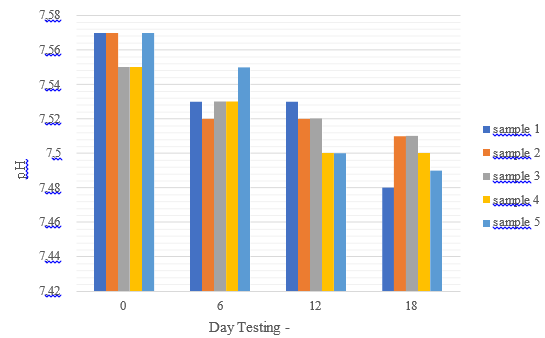 7.58
7.56
7.54
7.52
7.5
7.48
7.46
7.44
7.42
pH
0 6 12 18
Day Testing -
sample 1
sample 2
sample 3
sample 4
sample 5